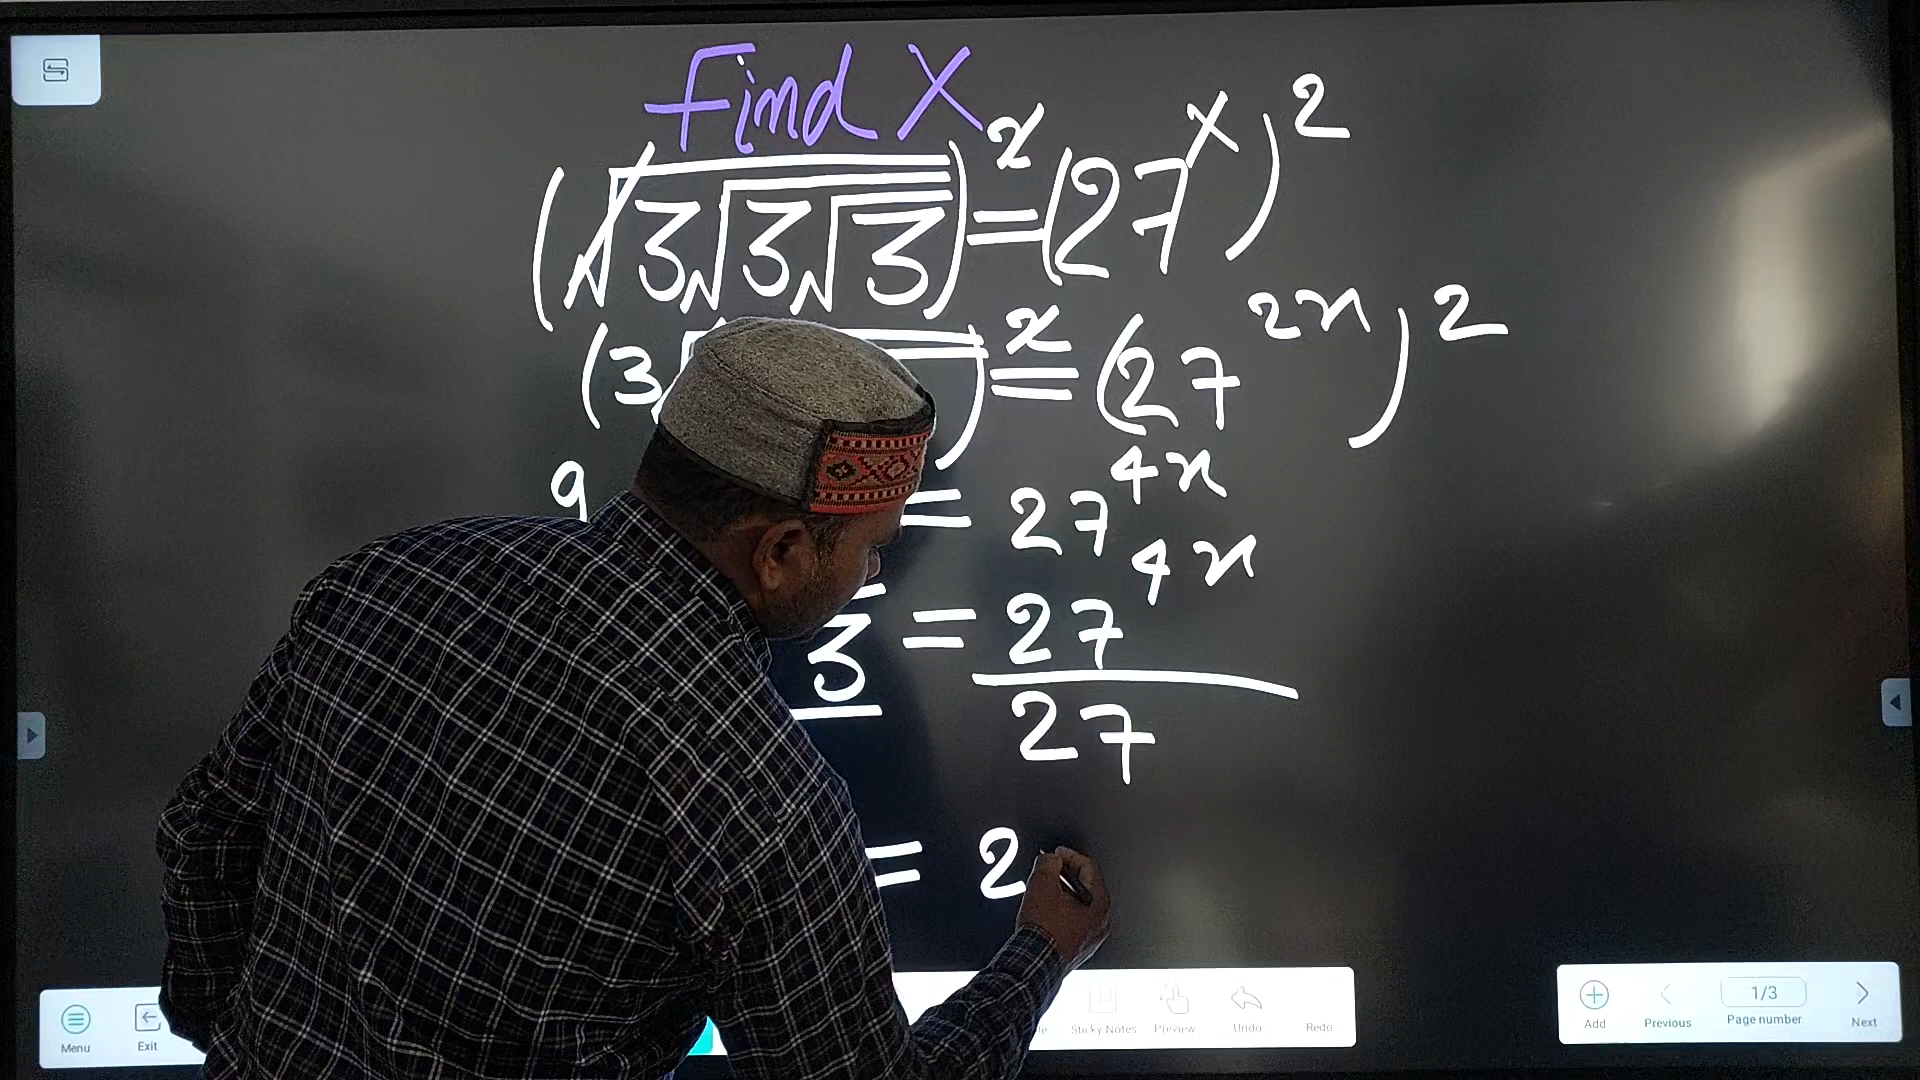 Find X
(√3√3√3)^x = (27^x)^2
(3√ )^x = (27^2x)^2
9 = 27^4x
3 = 27^4x
27
= 2
Menu Exit Sticky Notes Preview Undo Redo
Add Previous 1/3 Page number Next